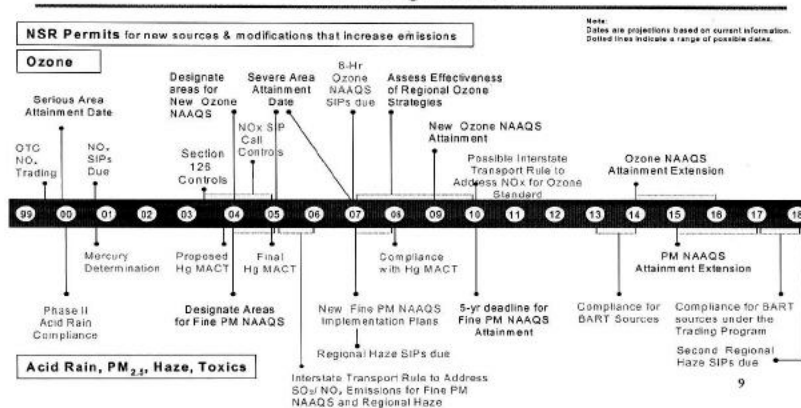 NSR Permits for new sources & modifications that increase emissions
Note:
Dates are projections based on current information.
Dotted lines indicate a range of possible dates.
Ozone
Serious Area
Attainment Date
OTC
NOx
Trading
NOx
SIPs
Due
Designate
areas for
New Ozone
NAAQS
Section
126
Controls
NOx SIP
Call
Controls
Severe Area
Attainment
Date
8-Hr
Ozone
NAAQS
SIPs due
Assess Effectiveness
of Regional Ozone
Strategies
New Ozone NAAQS
Attainment
Possible Interstate
Transport Rule to
Address NOx for Ozone
Standard
Ozone NAAQS
Attainment Extension
99 00 01 02 03 04 05 06 07 08 09 10 11 12 13 14 15 16 17 18
Mercury
Determination
Phase II
Acid Rain
Compliance
Proposed
Hg MACT
Final
Hg MACT
Designate Areas
for Fine PM NAAQS
Interstate Transport Rule to Address
SO2/ NOx Emissions for Fine PM
NAAQS and Regional Haze
Compliance
with Hg MACT
New Fine PM NAAQS
Implementation Plans
Regional Haze SIPs due
5-yr deadline for
Fine PM NAAQS
Attainment
Compliance for
BART Sources
PM NAAQS
Attainment Extension
Compliance for BART
sources under the
Trading Program
Second Regional
Haze SIPs due
Acid Rain, PM2.5, Haze, Toxics
9